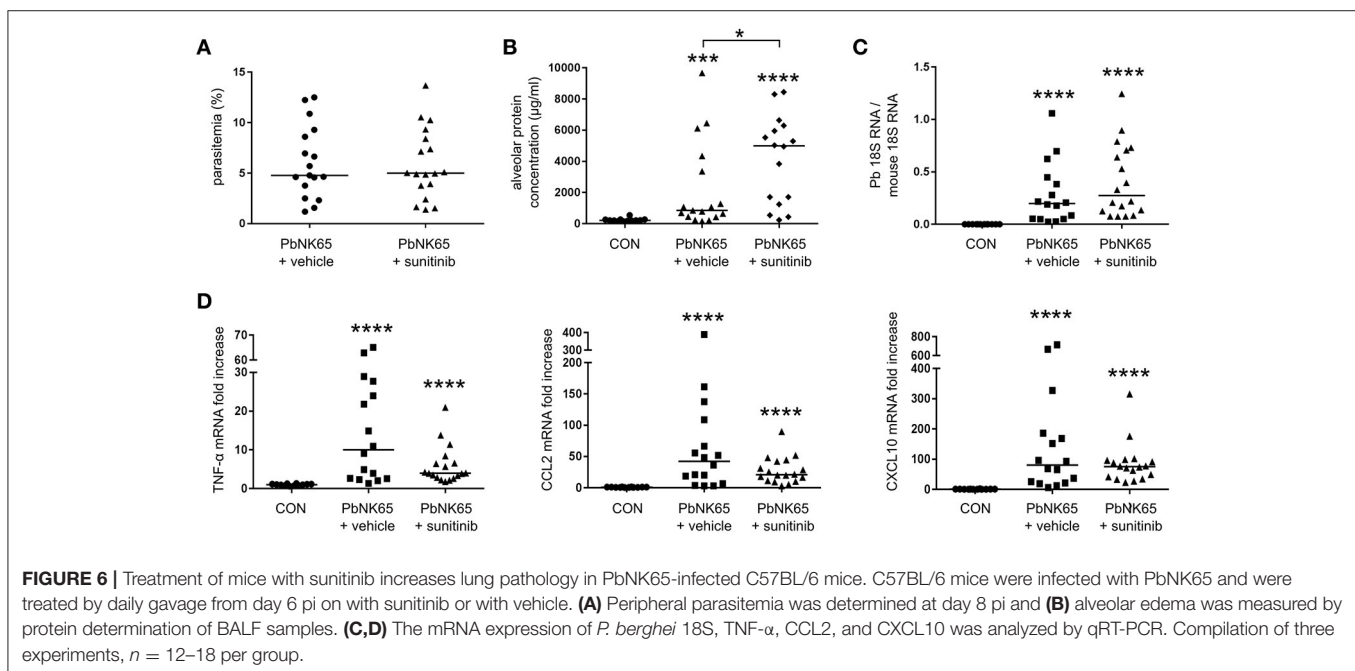 A
parasitemia (%)
15
10
5
0
PbNK65
+ vehicle
PbNK65
+ sunitinib
B
alveolar protein
concentration (µg/ml)
10000
8000
6000
4000
2000
0
*
***
****
CON
PbNK65
+ vehicle
PbNK65
+ sunitinib
C
Pb 18S RNA /
mouse 18S RNA
1.5
1.0
0.5
0.0
****
****
CON
PbNK65
+ vehicle
PbNK65
+ sunitinib
D
TNF-α mRNA fold increase
70
60
30
20
10
0
****
****
CON
PbNK65
+ vehicle
PbNK65
+ sunitinib
CCL2 mRNA fold increase
400
300
200
150
100
50
0
****
****
CON
PbNK65
+ vehicle
PbNK65
+ sunitinib
CXCL10 mRNA fold increase
800
600
400
300
200
100
0
****
****
CON
PbNK65
+ vehicle
PbNK65
+ sunitinib
FIGURE 6 | Treatment of mice with sunitinib increases lung pathology in PbNK65-infected C57BL/6 mice. C57BL/6 mice were infected with PbNK65 and were
treated by daily gavage from day 6 pi on with sunitinib or with vehicle. (A) Peripheral parasitemia was determined at day 8 pi and (B) alveolar edema was measured by
protein determination of BALF samples. (C,D) The mRNA expression of P. berghei 18S, TNF-α, CCL2, and CXCL10 was analyzed by qRT-PCR. Compilation of three
experiments, n = 12–18 per group.